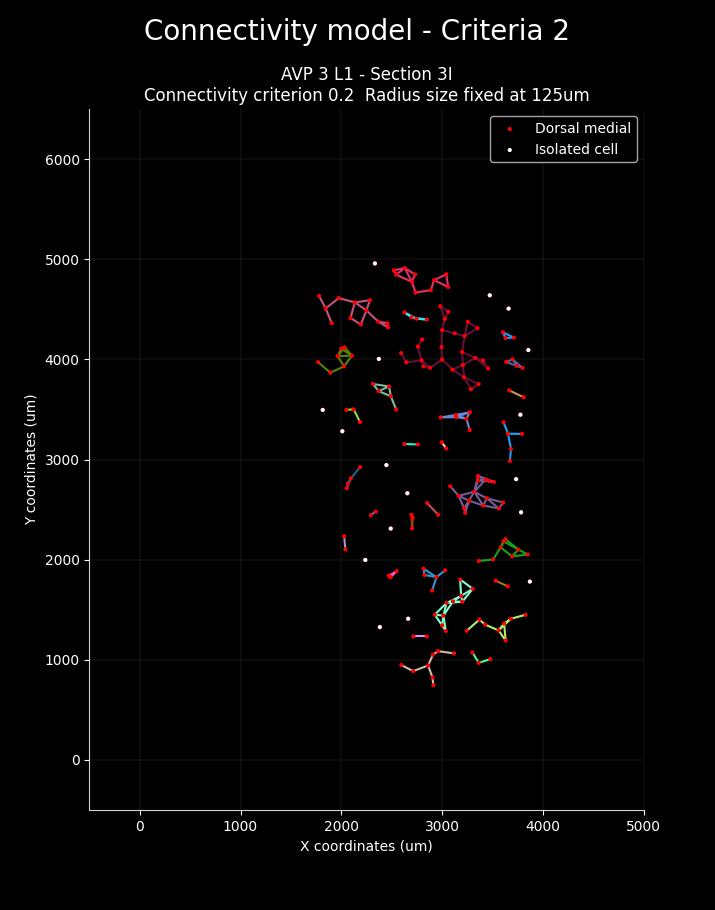 Connectivity model - Criteria 2
AVP 3 L1 - Section 3I
Connectivity criterion 0.2  Radius size fixed at 125um
Dorsal medial
Isolated cell
6000
5000
4000
3000
2000
1000
0
Y coordinates (um)
0 1000 2000 3000 4000 5000
X coordinates (um)